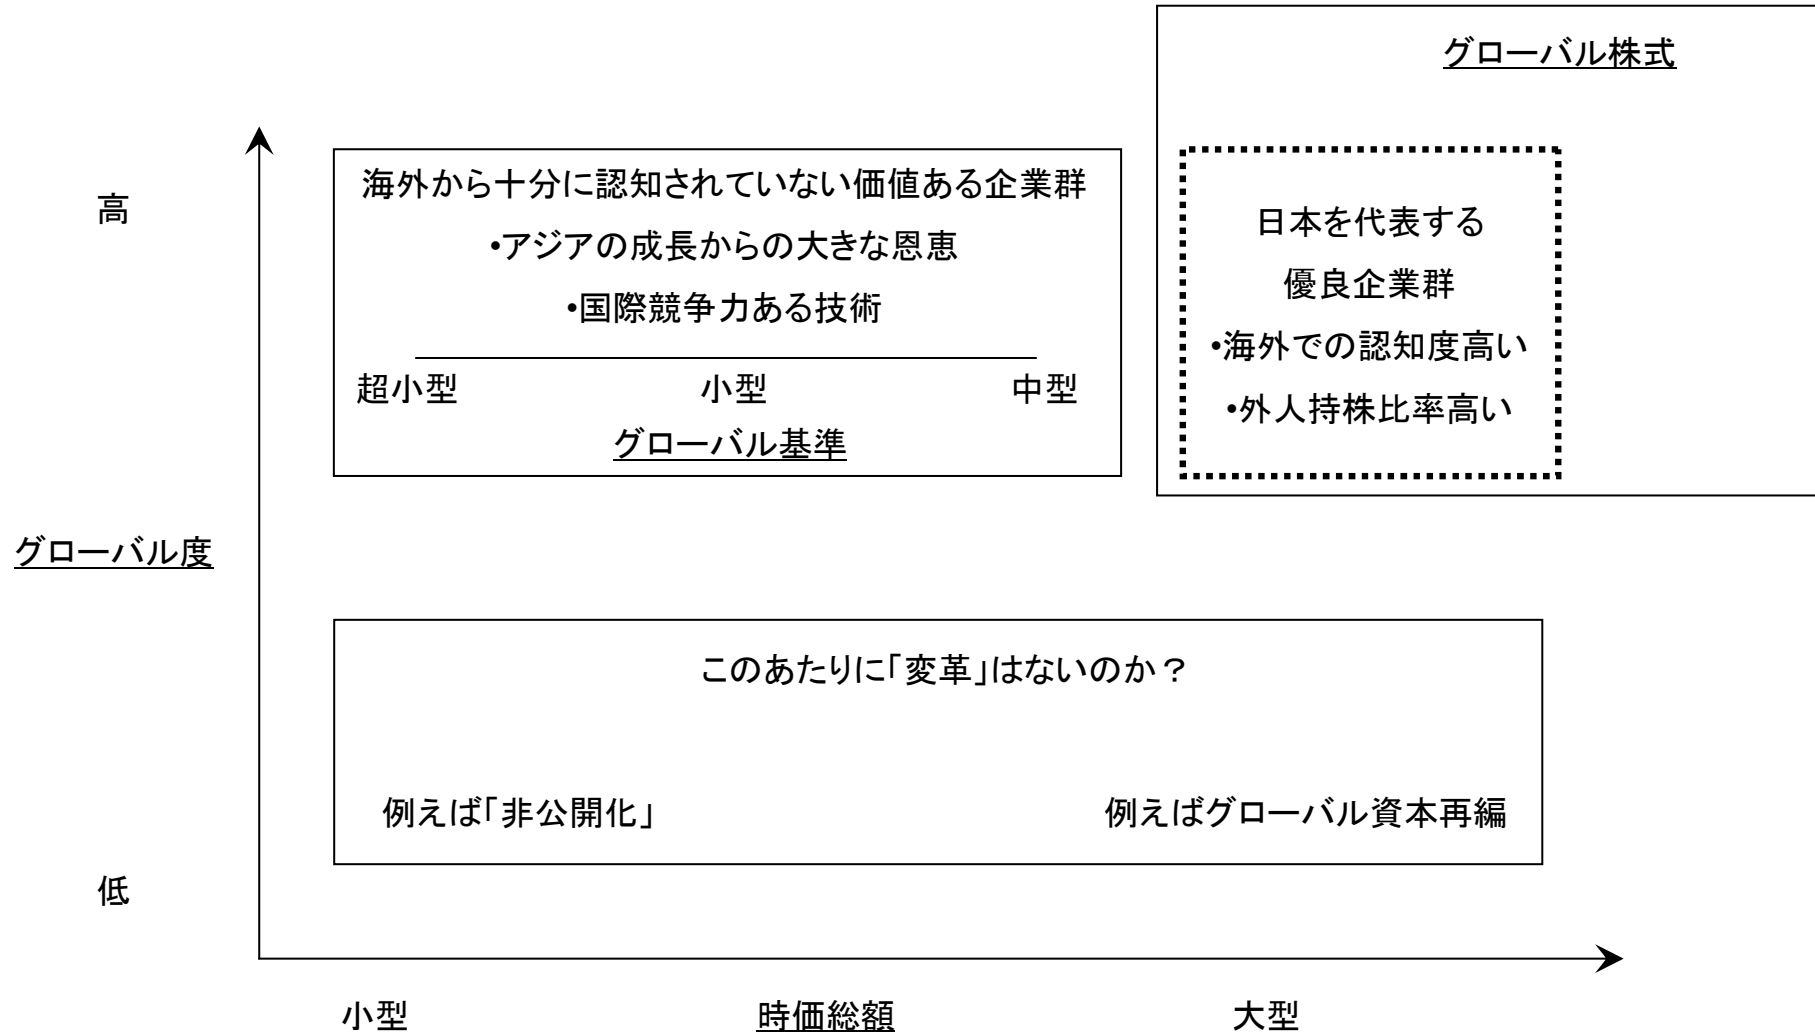 グローバル株式
高
海外から十分に認知されていない価値ある企業群
•アジアの成長からの大きな恩恵
•国際競争力ある技術
超小型 小型 中型
グローバル基準
日本を代表する
優良企業群
•海外での認知度高い
•外人持株比率高い
グローバル度
このあたりに「変革」はないのか？
例えば「非公開化」 例えばグローバル資本再編
低
小型 時価総額 大型